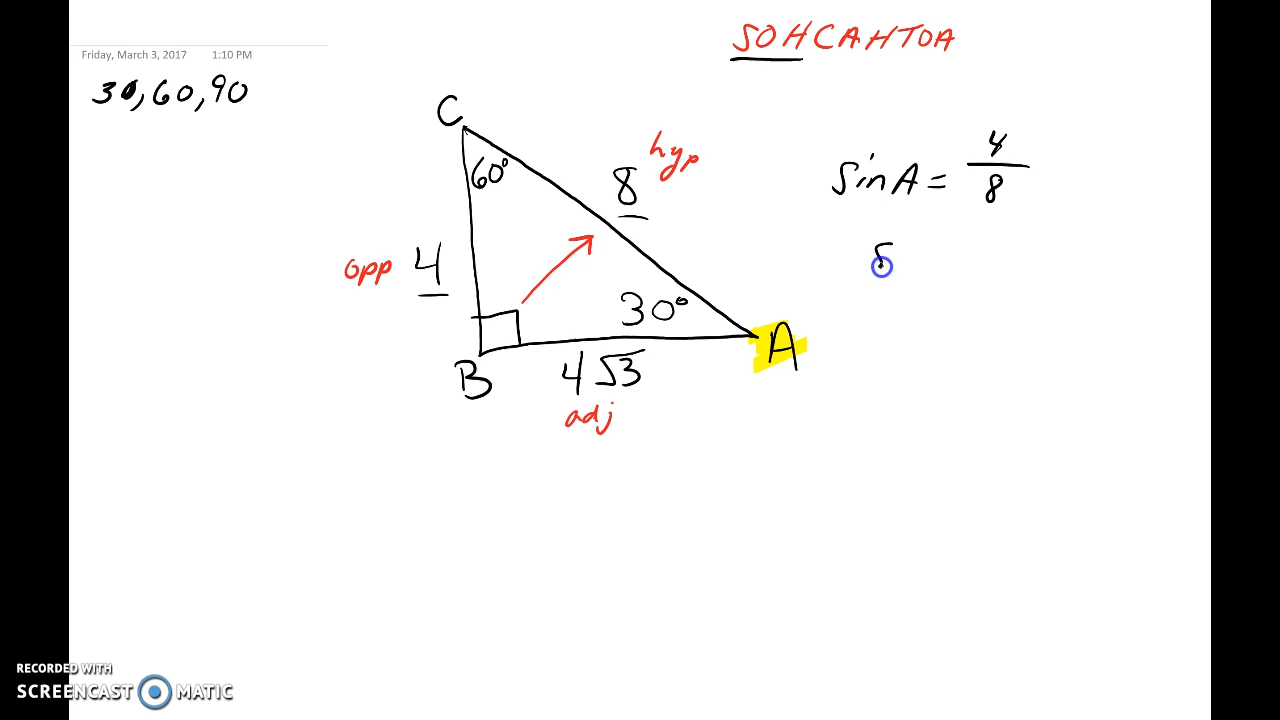 SOHCAHTOA
Friday, March 3, 2017 1:10 PM
30, 60, 90
C
60°
8 hyp
sin A = 4/8
opp 4
30°
B
A
4√3
adj
RECORDED WITH
SCREENCAST MATIC